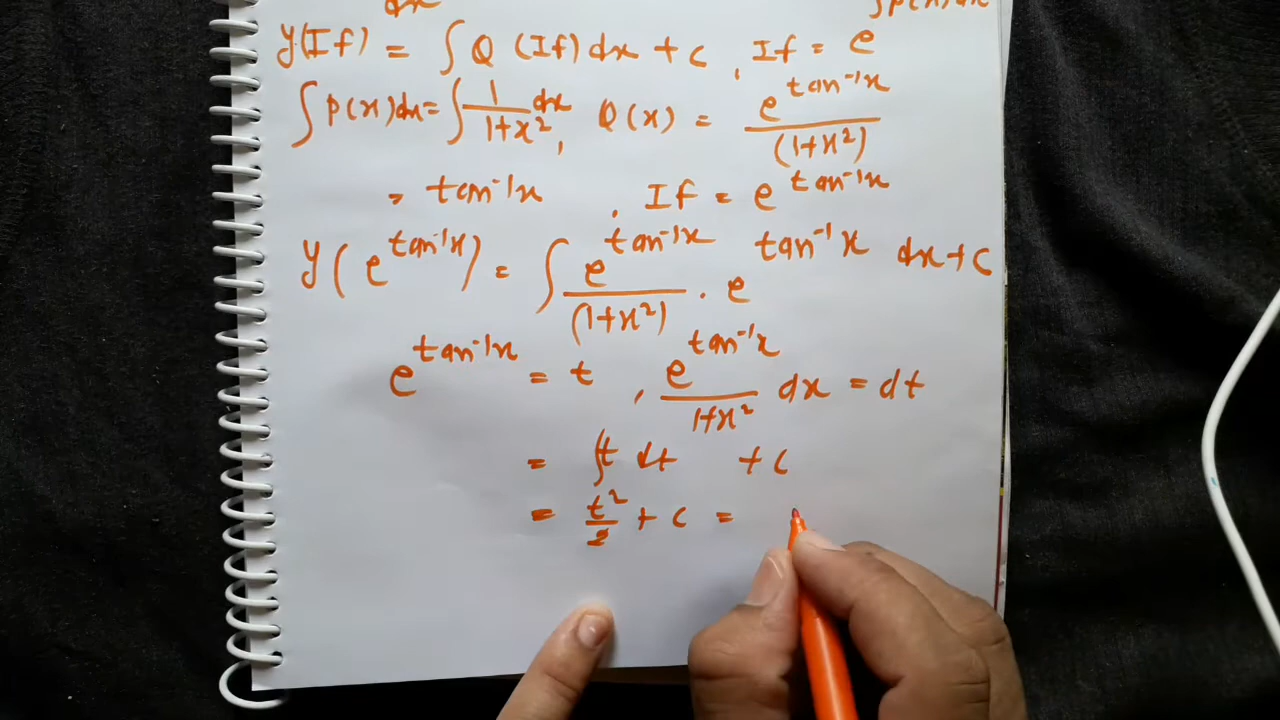 dx ∫p(x)dx
y(If) = ∫ Q (If) dx + c , If = e
∫ p(x)dx = ∫ 1/(1+x²) dx , Q(x) = e^(tan⁻¹x)/(1+x²)
= tan⁻¹x , If = e^(tan⁻¹x)
y(e^(tan⁻¹x)) = ∫ e^(tan⁻¹x)/(1+x²) . e^(tan⁻¹x) dx + c
e^(tan⁻¹x) = t , e^(tan⁻¹x)/(1+x²) dx = dt
= ∫t dt + c
= t²/2 + c =